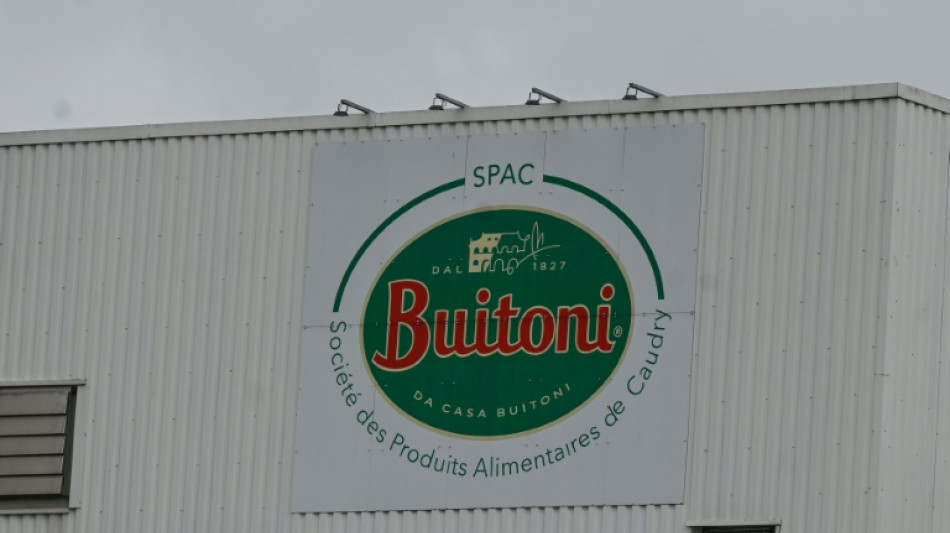 SPAC
DAL 1827
Buitoni®
DA CASA BUITONI
Société des Produits Alimentaires de Caudry